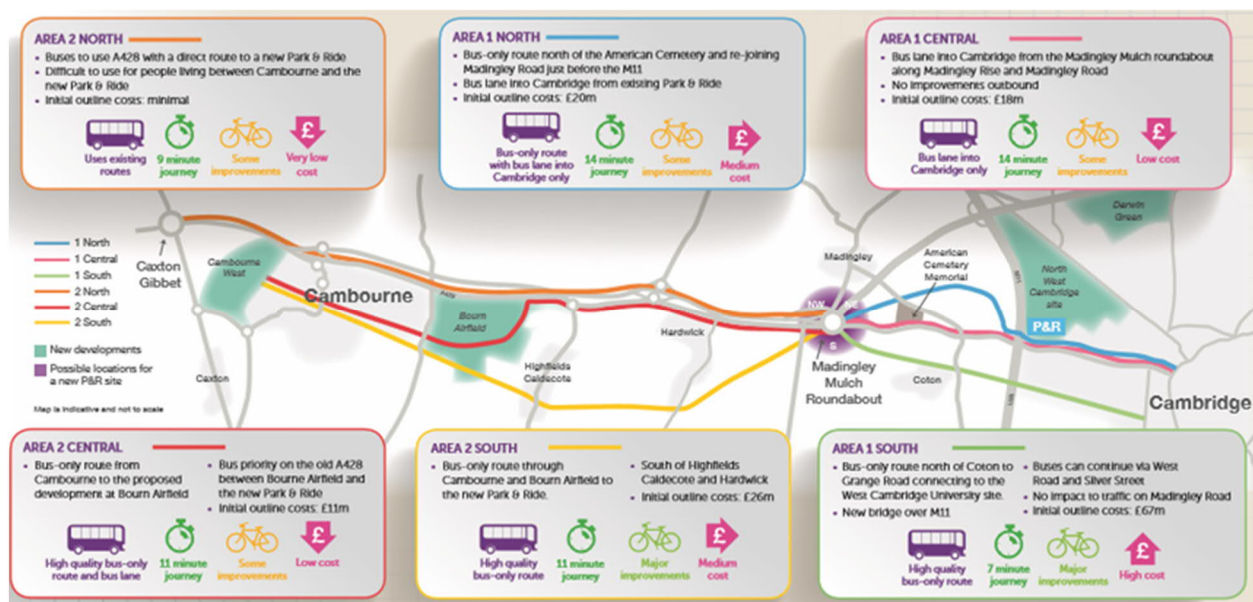 AREA 2 NORTH
• Buses to use A428 with a direct route to a new Park & Ride
• Difficult to use for people living between Cambourne and the
new Park & Ride
• Initial outline costs: minimal
Uses existing
routes
9 minute
journey
Some
improvements
£
Very low
cost
AREA 1 NORTH
• Bus-only route north of the American Cemetery and re-joining
Madingley Road just before the M11
• Bus lane into Cambridge from existing Park & Ride
• Initial outline costs: £20m
Bus-only route
with bus lane into
Cambridge only
14 minute
journey
Some
improvements
£
Medium
cost
AREA 1 CENTRAL
• Bus lane into Cambridge from the Madingley Mulch roundabout
along Madingley Rise and Madingley Road
• No improvements outbound
• Initial outline costs: £18m
Bus lane into
Cambridge only
14 minute
journey
Some
improvements
£
Low cost
1 North
1 Central
1 South
2 North
2 Central
2 South
New developments
Possible locations for
a new P&R site
Map is indicative and not to scale
Caxton
Gibbet
Cambourne
West
Cambourne
Caxton
A428
Bourn
Airfield
Highfields
Caldecote
Hardwick
Madingley
NW
NE
S
Madingley
Mulch
Roundabout
American
Cemetery
Memorial
Coton
M11
M11
North
West
Cambridge
site
Darwin
Green
P&R
Cambridge
AREA 2 CENTRAL
• Bus-only route from
Cambourne to the proposed
development at Bourn Airfield
• Bus priority on the old A428
between Bourne Airfield and
the new Park & Ride
• Initial outline costs: £11m
High quality bus-only
route and bus lane
11 minute
journey
Some
improvements
£
Low cost
AREA 2 SOUTH
• Bus-only route through
Cambourne and Bourn Airfield to
the new Park & Ride.
• South of Highfields
Caldecote and Hardwick
• Initial outline costs: £26m
High quality
bus-only route
11 minute
journey
Major
improvements
£
Medium
cost
AREA 1 SOUTH
• Bus-only route north of Coton to
Grange Road connecting to the
West Cambridge University site.
• New bridge over M11
• Buses can continue via West
Road and Silver Street
• No impact to traffic on Madingley Road
• Initial outline costs: £67m
High quality
bus-only route
7 minute
journey
Major
improvements
£
High cost